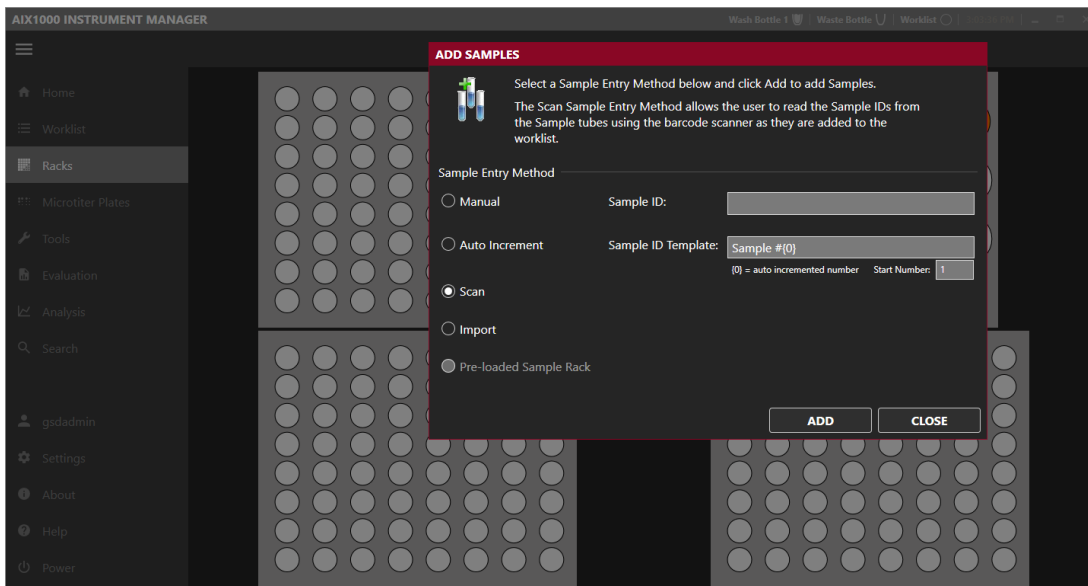 AIX1000 INSTRUMENT MANAGER
Wash Bottle 1 | Waste Bottle | Worklist
ADD SAMPLES
Select a Sample Entry Method below and click Add to add Samples.
The Scan Sample Entry Method allows the user to read the Sample IDs from
the Sample tubes using the barcode scanner as they are added to the
worklist.
Home
Worklist
Racks
Microtiter Plates
Tools
Evaluation
Analysis
Search
gsdadmin
Settings
About
Help
Power
Sample Entry Method
Manual
Sample ID:
Auto Increment
Sample ID Template: Sample #{0}
{0} = auto incremented number Start Number: 1
Scan
Import
Pre-loaded Sample Rack
ADD CLOSE